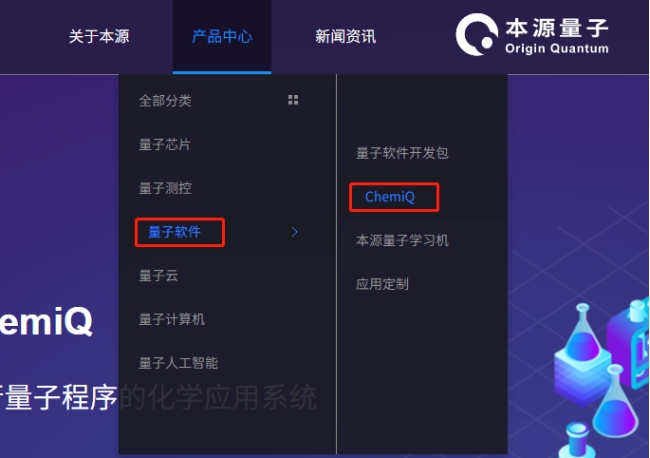 关于本源
产品中心
新闻资讯
本源量子
Origin Quantum
全部分类
量子芯片
量子测控
量子软件
量子云
量子计算机
量子人工智能
量子软件开发包
ChemiQ
本源量子学习机
应用定制
emiQ
量子程序的化学应用系统